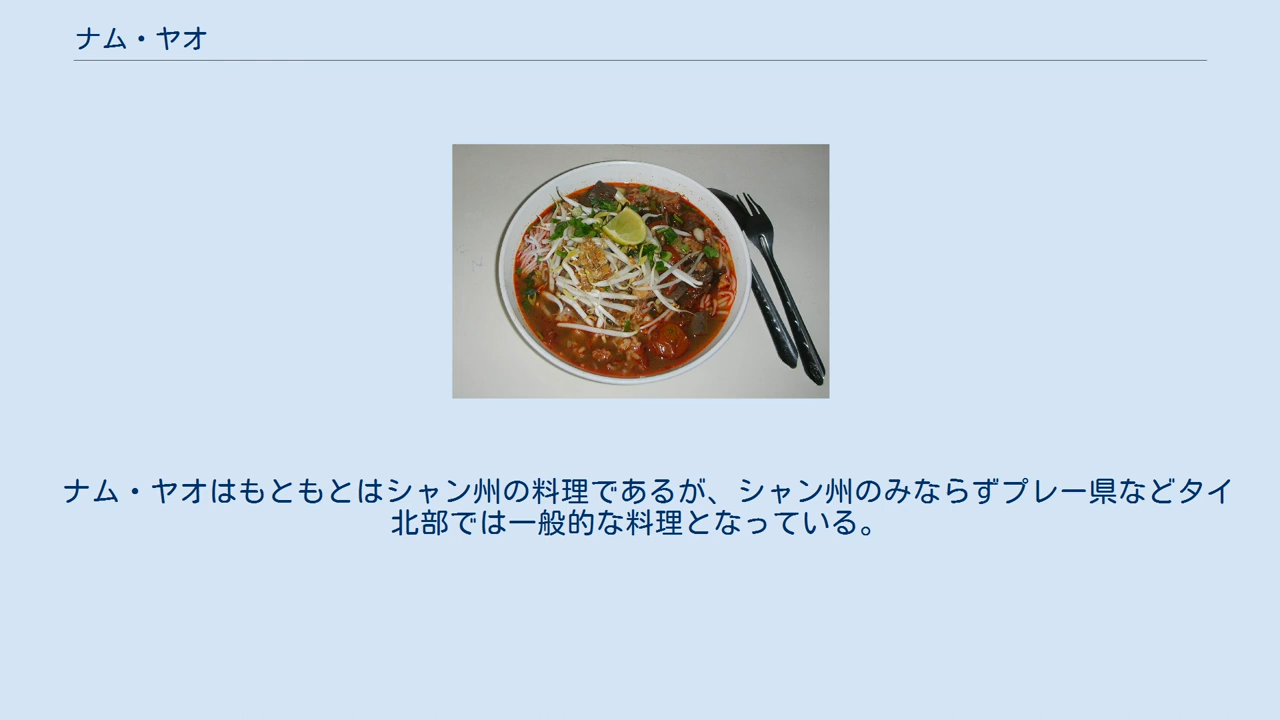 ナム・ヤオ
ナム・ヤオはもともとはシャン州の料理であるが、シャン州のみならずプレー県などタイ
北部では一般的な料理となっている。